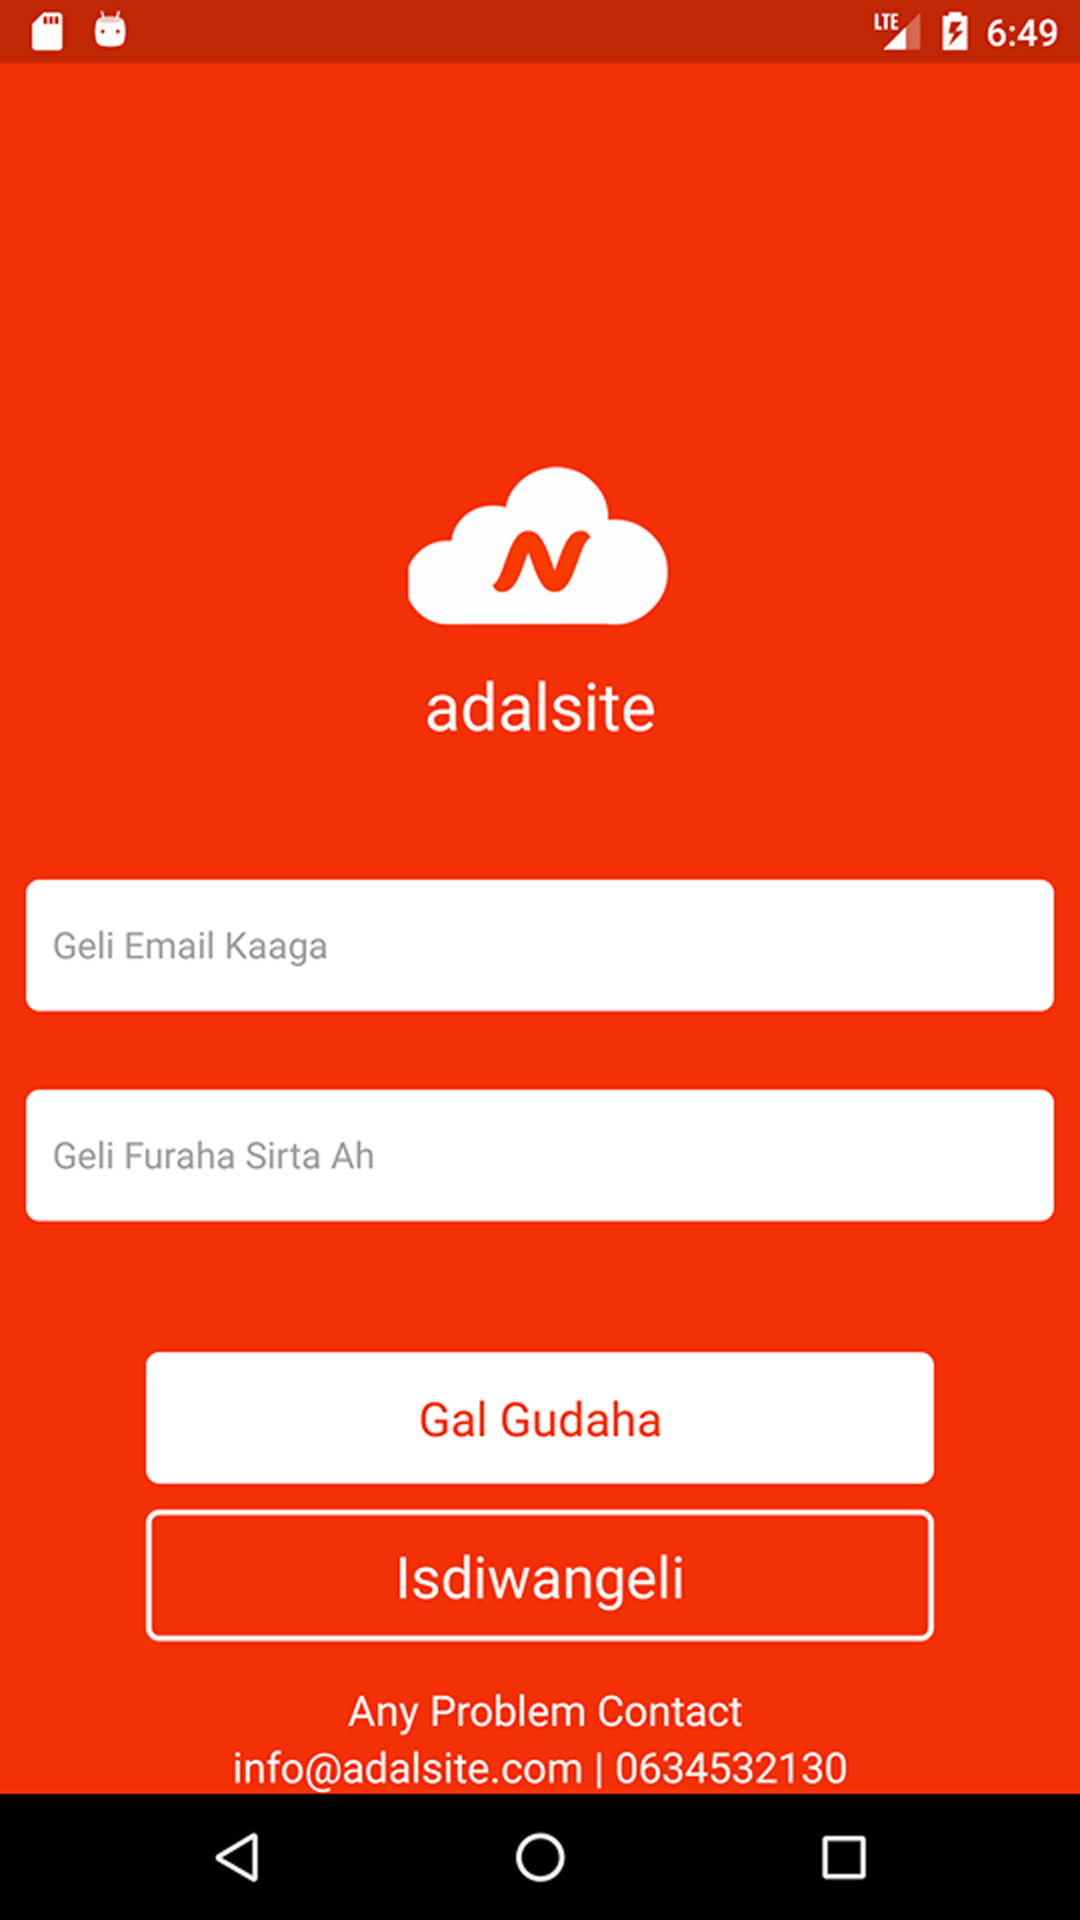 LTE 6:49
adalsite
Geli Email Kaaga
Geli Furaha Sirta Ah
Gal Gudaha
Isdiwangeli
Any Problem Contact
info@adalsite.com | 0634532130